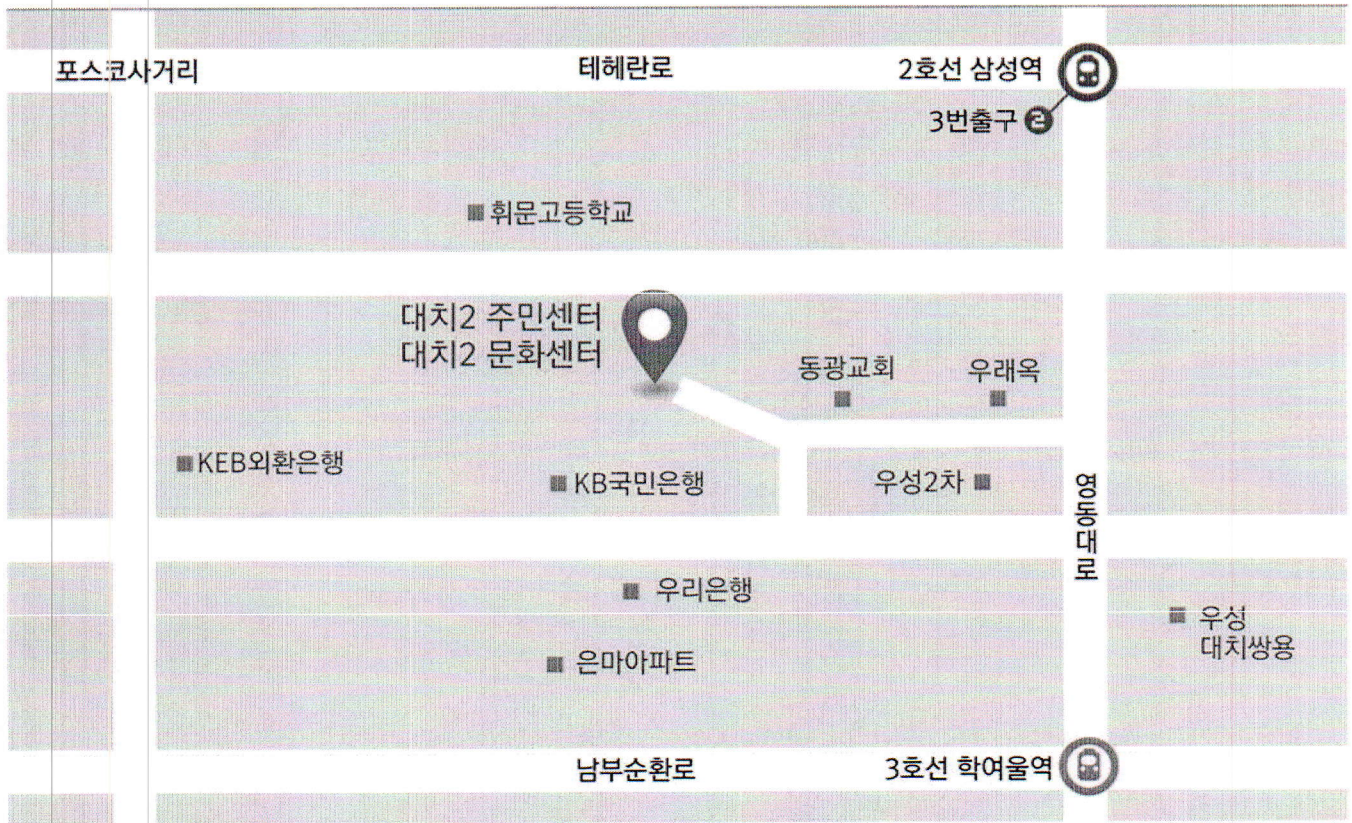 포스코사거리
테헤란로
2호선 삼성역
3번출구 2
휘문고등학교
대치2 주민센터
대치2 문화센터
동광교회
우래옥
KEB외환은행
KB국민은행
우성2차
영동대로
우리은행
우성
대치쌍용
은마아파트
남부순환로
3호선 학여울역